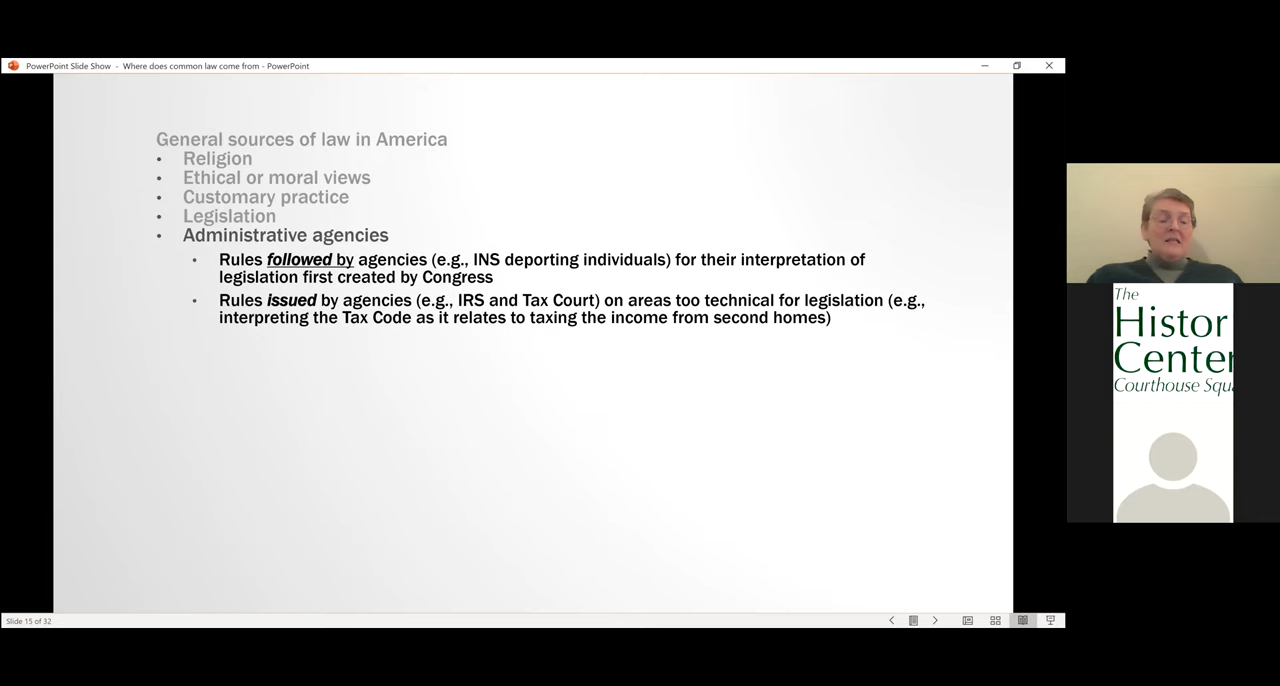 PowerPoint Slide Show - Where does common law come from - PowerPoint
General sources of law in America
• Religion
• Ethical or moral views
• Customary practice
• Legislation
• Administrative agencies
• Rules followed by agencies (e.g., INS deporting individuals) for their interpretation of
legislation first created by Congress
• Rules issued by agencies (e.g., IRS and Tax Court) on areas too technical for legislation (e.g.,
interpreting the Tax Code as it relates to taxing the income from second homes)
The
Histor
Center
Courthouse Squ
Slide 15 of 32